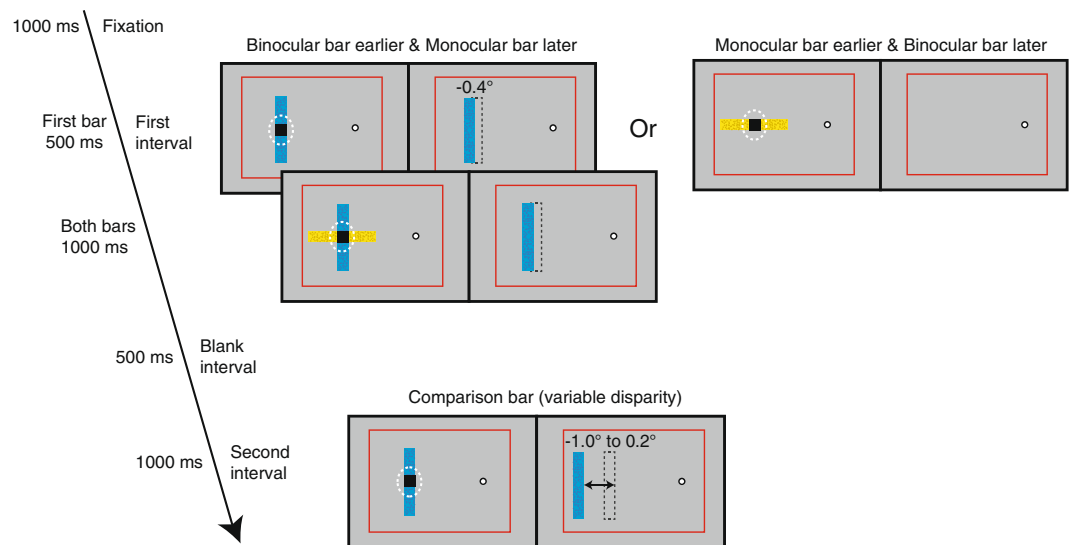 1000 ms Fixation
Binocular bar earlier & Monocular bar later
Monocular bar earlier & Binocular bar later
-0.4°
First bar
500 ms
First
interval
Or
Both bars
1000 ms
500 ms
Blank
interval
Comparison bar (variable disparity)
-1.0° to 0.2°
1000 ms
Second
interval